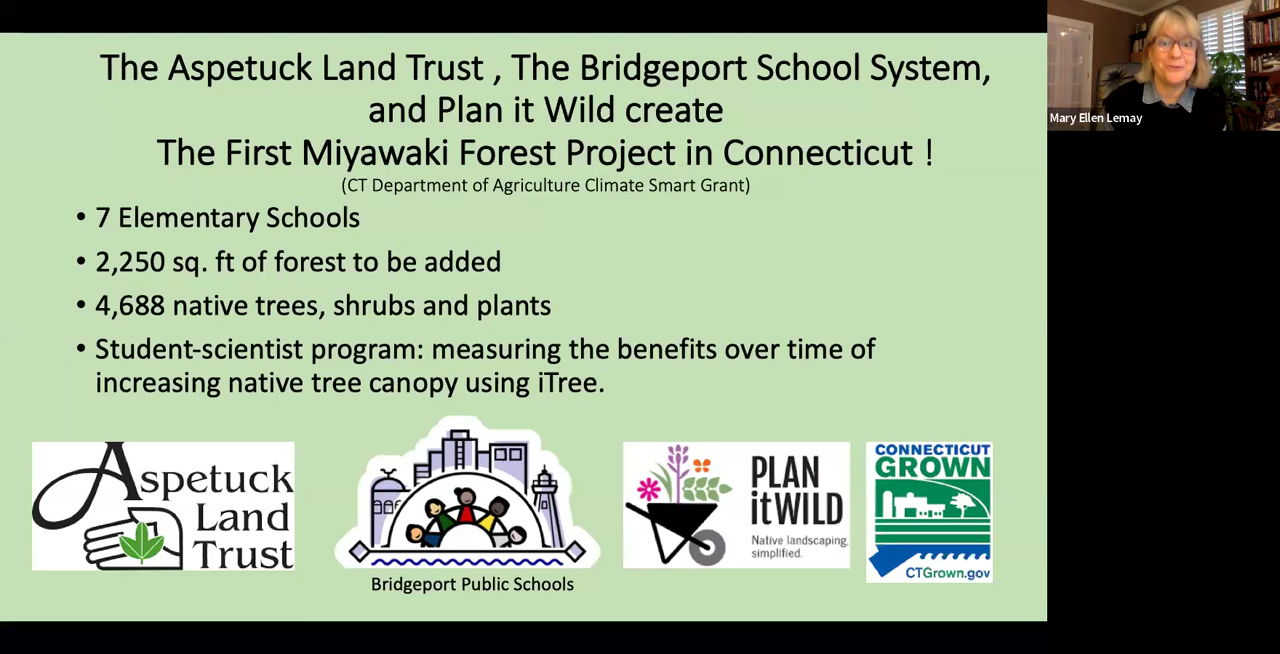 The Aspetuck Land Trust , The Bridgeport School System,
and Plan it Wild create
The First Miyawaki Forest Project in Connecticut !
(CT Department of Agriculture Climate Smart Grant)
• 7 Elementary Schools
• 2,250 sq. ft of forest to be added
• 4,688 native trees, shrubs and plants
• Student-scientist program: measuring the benefits over time of
increasing native tree canopy using iTree.
Aspetuck
Land
Trust
Bridgeport Public Schools
PLAN
itWILD
Native landscaping,
simplified.
CONNECTICUT
GROWN
CTGrown.gov
Mary Ellen Lemay